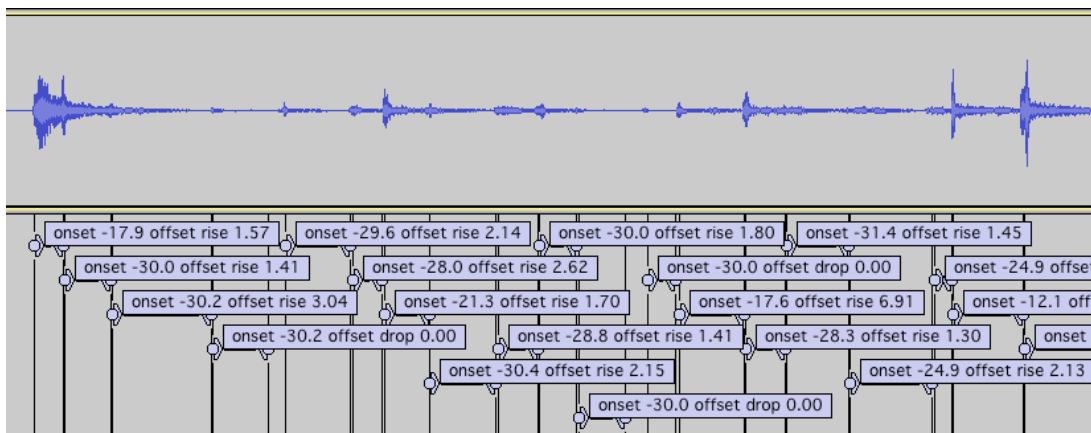 onset -17.9 offset rise 1.57
onset -29.6 offset rise 2.14
onset -30.0 offset rise 1.80
onset -31.4 offset rise 1.45
onset -30.0 offset rise 1.41
onset -28.0 offset rise 2.62
onset -30.0 offset drop 0.00
onset -24.9 offset
onset -30.2 offset rise 3.04
onset -21.3 offset rise 1.70
onset -17.6 offset rise 6.91
onset -12.1 off
onset -30.2 offset drop 0.00
onset -28.8 offset rise 1.41
onset -28.3 offset rise 1.30
onset
onset -30.4 offset rise 2.15
onset -24.9 offset rise 2.13
onset -30.0 offset drop 0.00